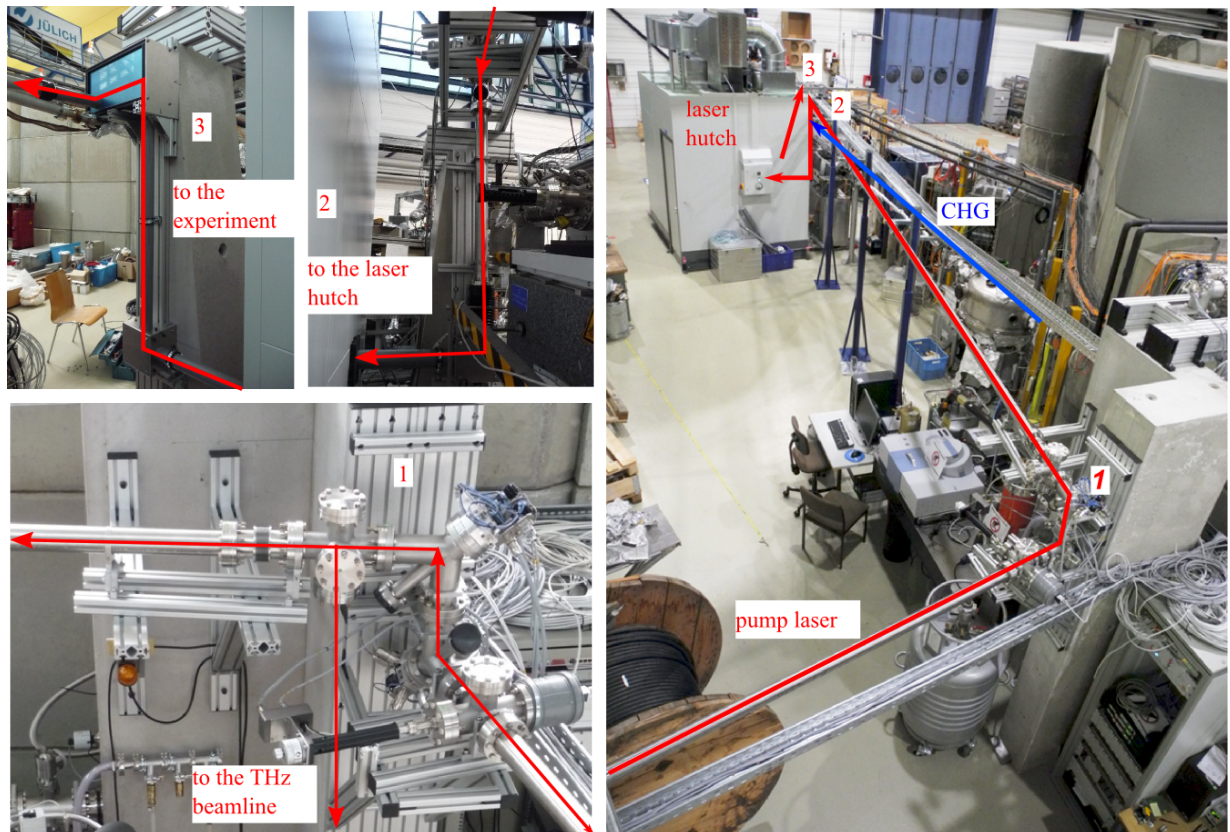 JÜLICH
3
to the
experiment
2
to the laser
hutch
1
to the THz
beamline
3
2
laser
hutch
CHG
1
pump laser